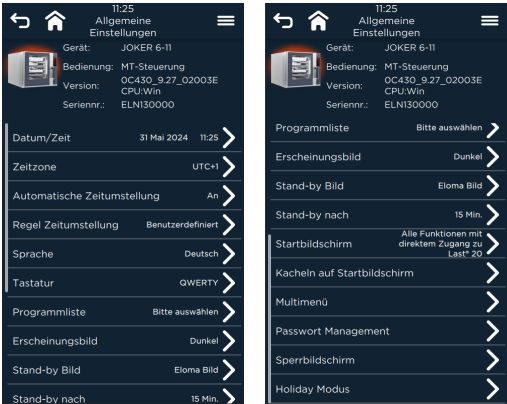 11:25
Allgemeine
Einstellungen
Gerät: JOKER 6-11
Bedienung: MT-Steuerung
Version: 0C430_9.27_02003E
CPU:Win
Seriennr.: ELN130000
Datum/Zeit 31 Mai 2024 11:25
Zeitzone UTC+1
Automatische Zeitumstellung An
Regel Zeitumstellung Benutzerdefiniert
Sprache Deutsch
Tastatur QWERTY
Programmliste Bitte auswählen
Erscheinungsbild Dunkel
Stand-by Bild Eloma Bild
Stand-by nach 15 Min.
11:25
Allgemeine
Einstellungen
Gerät: JOKER 6-11
Bedienung: MT-Steuerung
Version: 0C430_9.27_02003E
CPU:Win
Seriennr.: ELN130000
Programmliste Bitte auswählen
Erscheinungsbild Dunkel
Stand-by Bild Eloma Bild
Stand-by nach 15 Min.
Startbildschirm Alle Funktionen mit
direktem Zugang zu
Last® 20
Kacheln auf Startbildschirm
Multimenü
Passwort Management
Sperrbildschirm
Holiday Modus